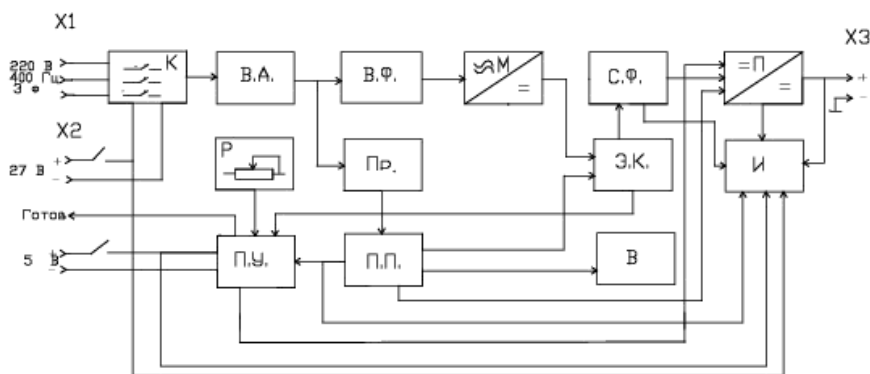 X1
X3
220 В
400 Гц
3 Ф
К
В.А.
В.Ф.
М
=
С.Ф.
=П
=
+
-
X2
+
27 В
-
Р
Пр.
Э.К.
И
Готов
+
5 В
-
П.У.
П.П.
В